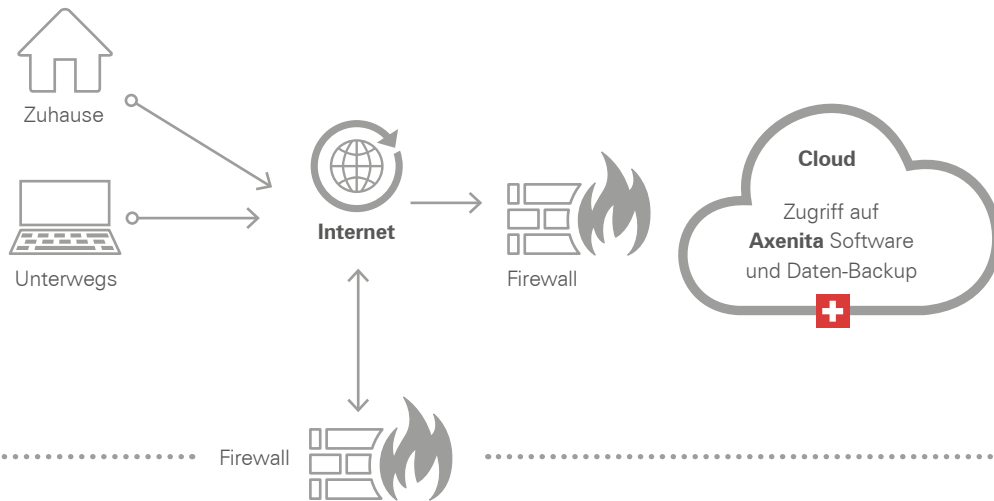 Zuhause
Unterwegs
Internet
Firewall
Cloud
Zugriff auf
Axenita Software
und Daten-Backup
Firewall